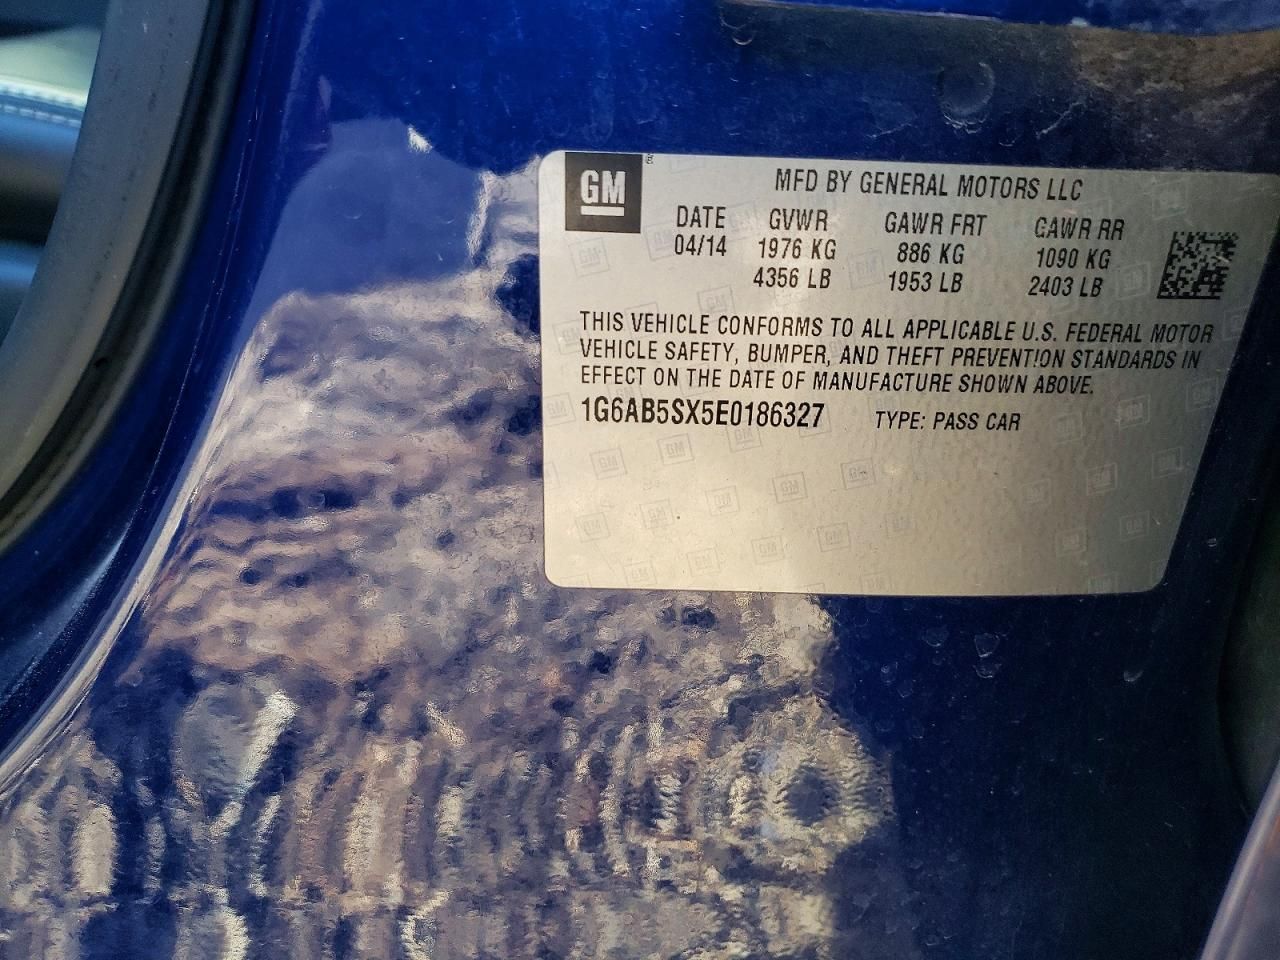 GM
MFD BY GENERAL MOTORS LLC
DATE GVWR GAWR FRT GAWR RR
04/14 1976 KG 886 KG 1090 KG
4356 LB 1953 LB 2403 LB
THIS VEHICLE CONFORMS TO ALL APPLICABLE U.S. FEDERAL MOTOR
VEHICLE SAFETY, BUMPER, AND THEFT PREVENTION STANDARDS IN
EFFECT ON THE DATE OF MANUFACTURE SHOWN ABOVE.
1G6AB5SX5E0186327 TYPE: PASS CAR